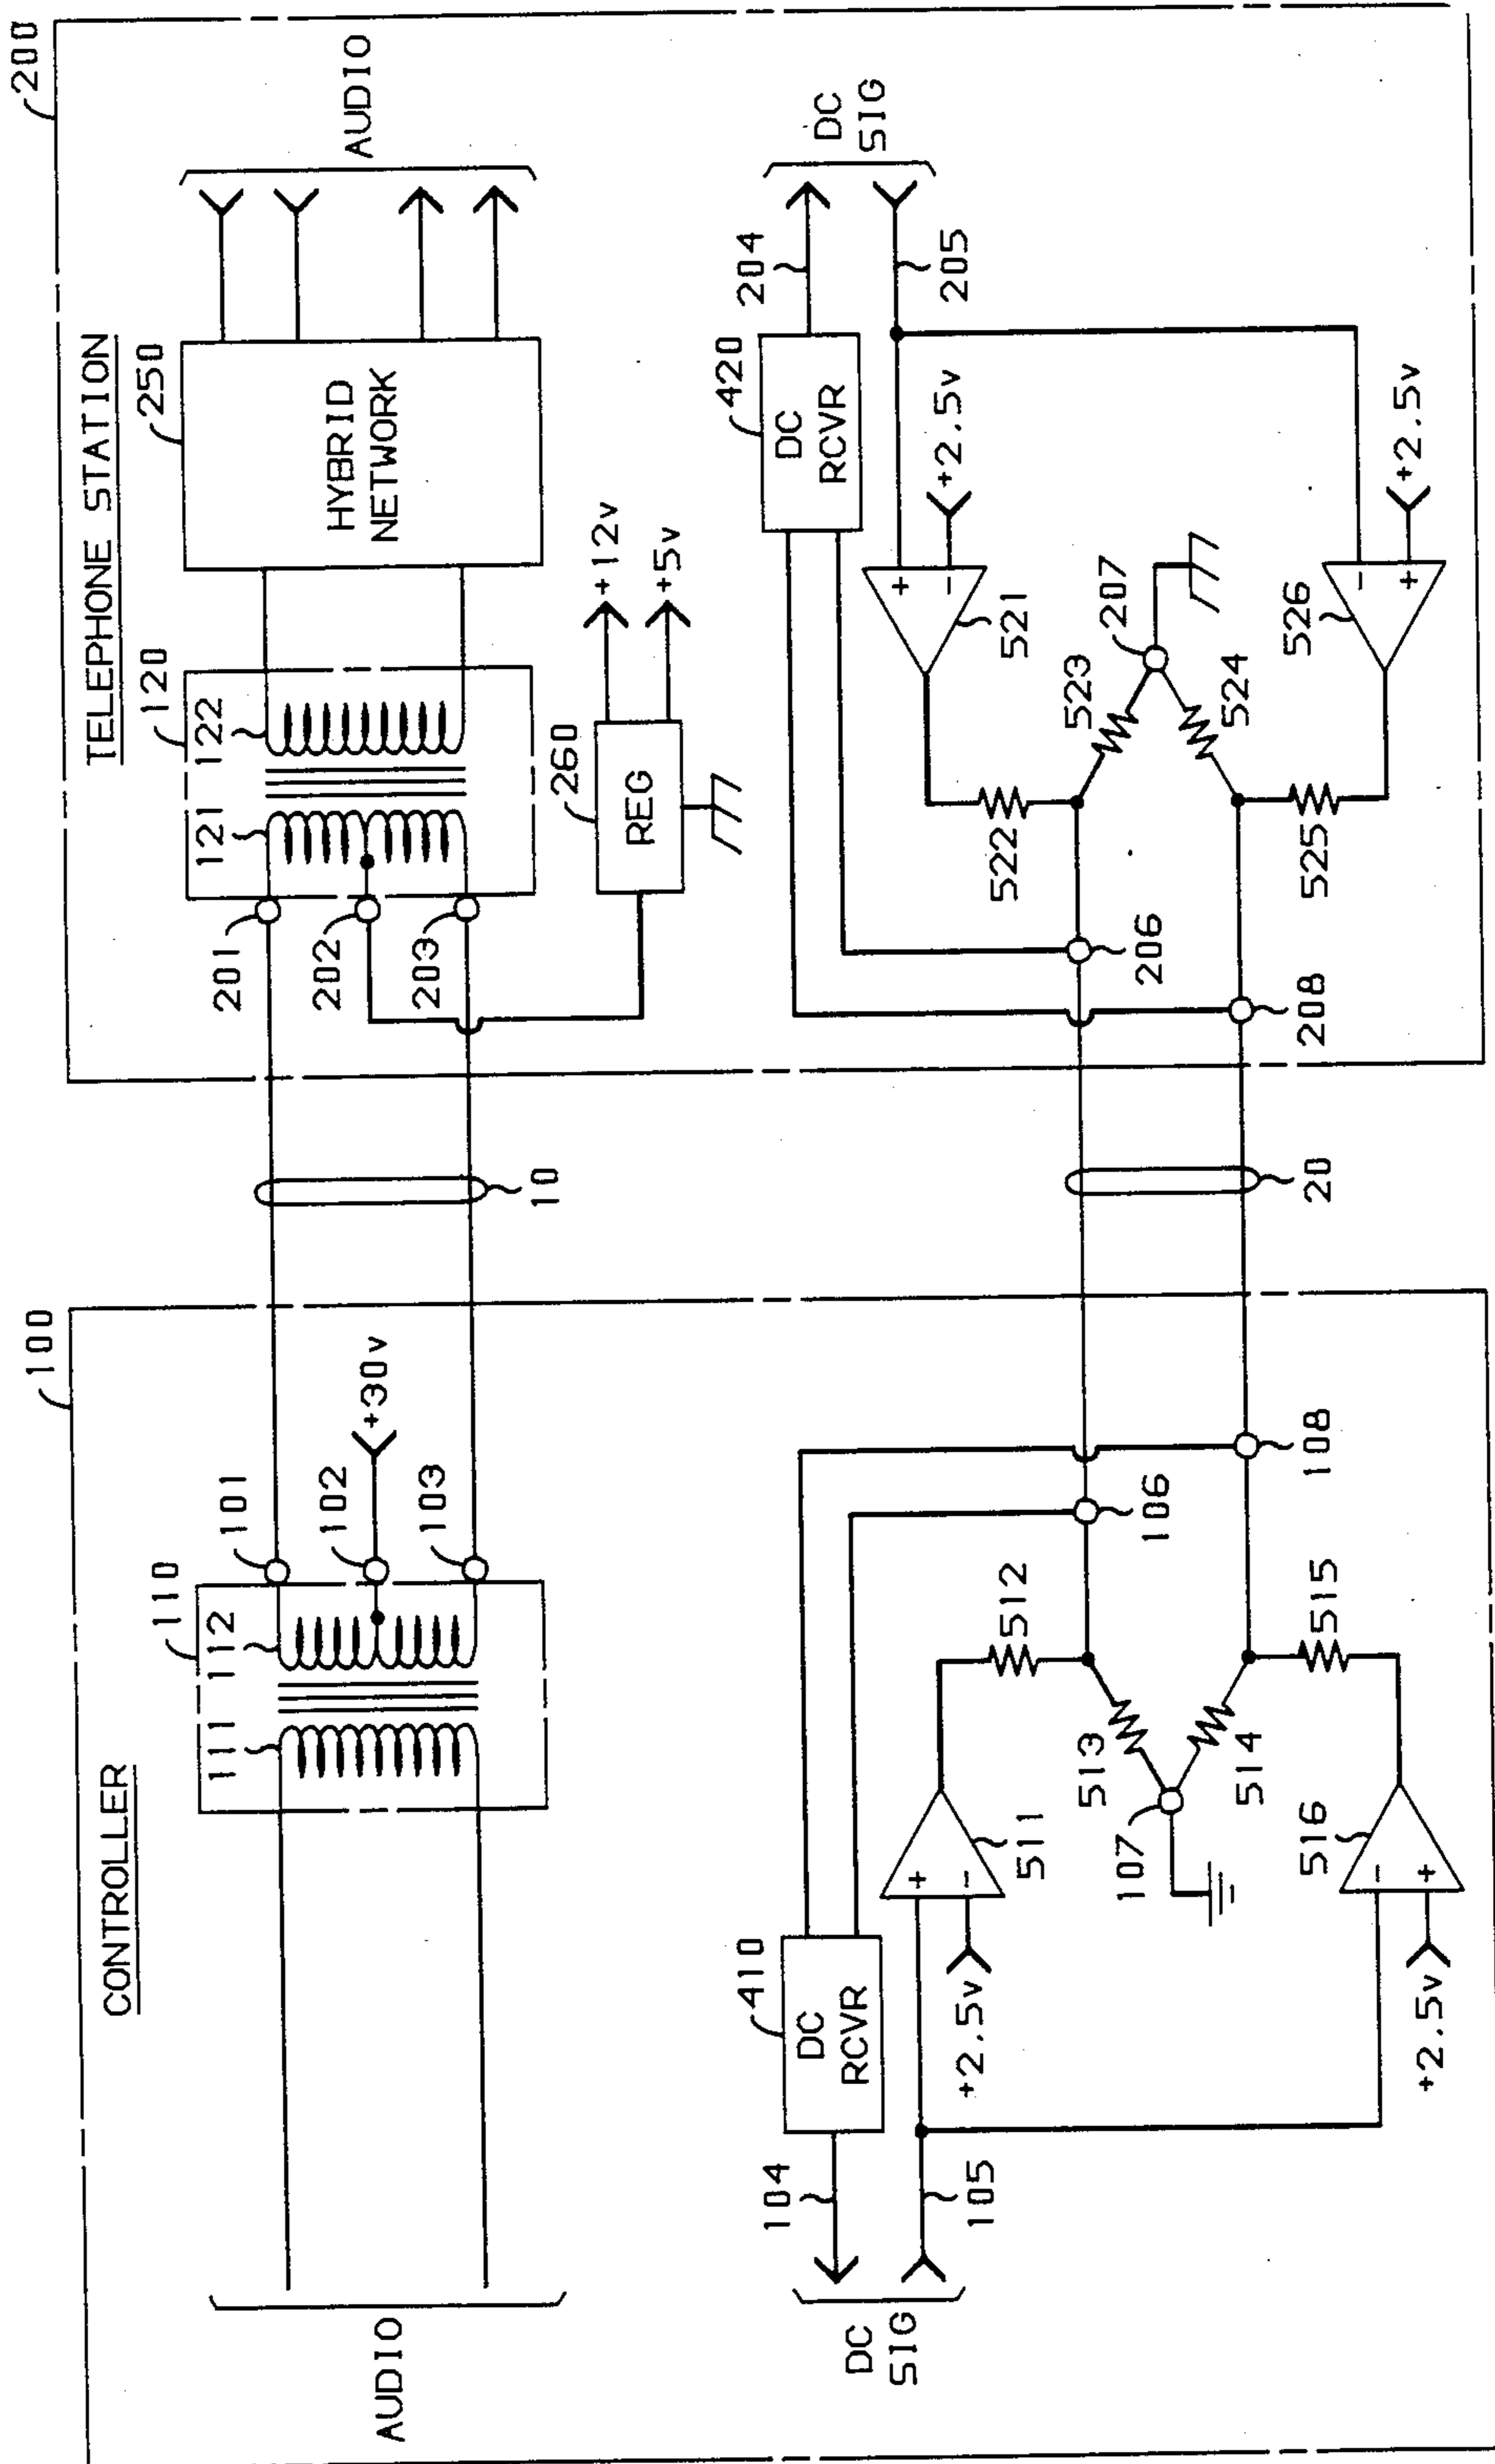 100
CONTROLLER
AUDIO
110
111
112
101
102
103
+30v
10
200
TELEPHONE STATION
120
121
122
201
202
203
250
HYBRID
NETWORK
AUDIO
260
REG
+12v
+5v
DC
SIG
104
105
410
DC
RCVR
+2.5v
511
512
513
107
514
515
516
+2.5v
106
108
20
206
208
420
DC
RCVR
204
205
DC
SIG
+2.5v
521
522
523
207
524
525
526
+2.5v